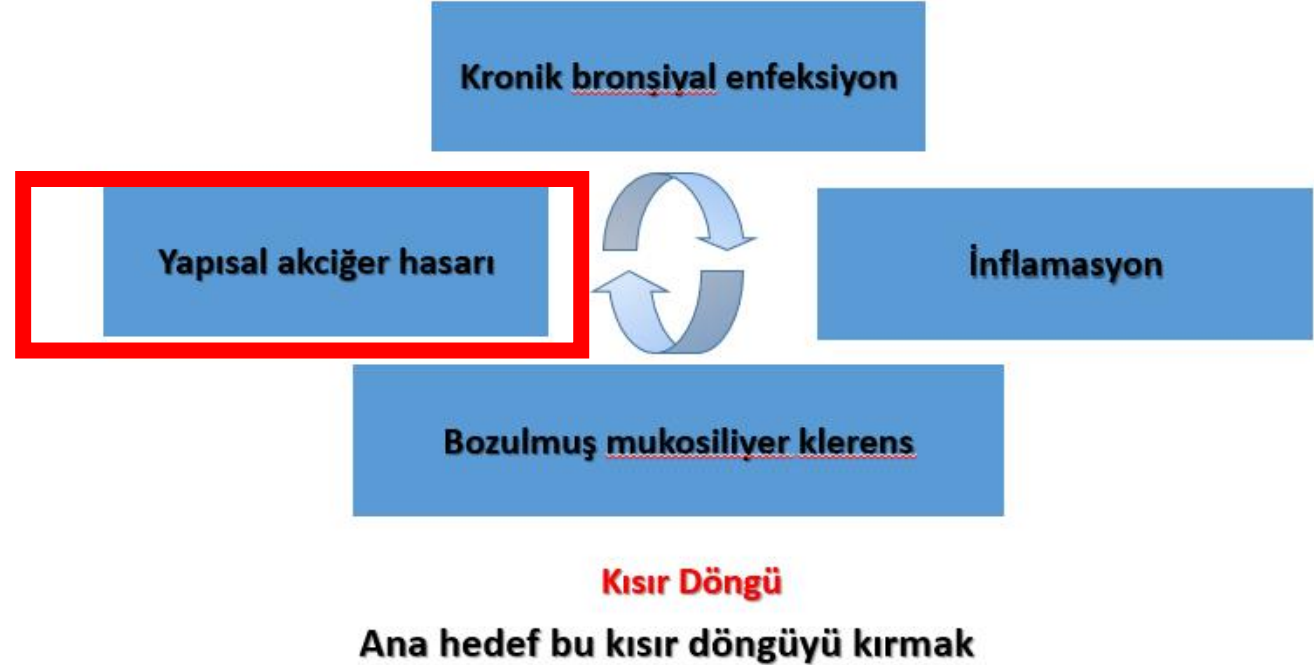 Kronik bronşiyal enfeksiyon
Yapısal akciğer hasarı
İnflamasyon
Bozulmuş mukosiliyer klerens
Kısır Döngü
Ana hedef bu kısır döngüyü kırmak